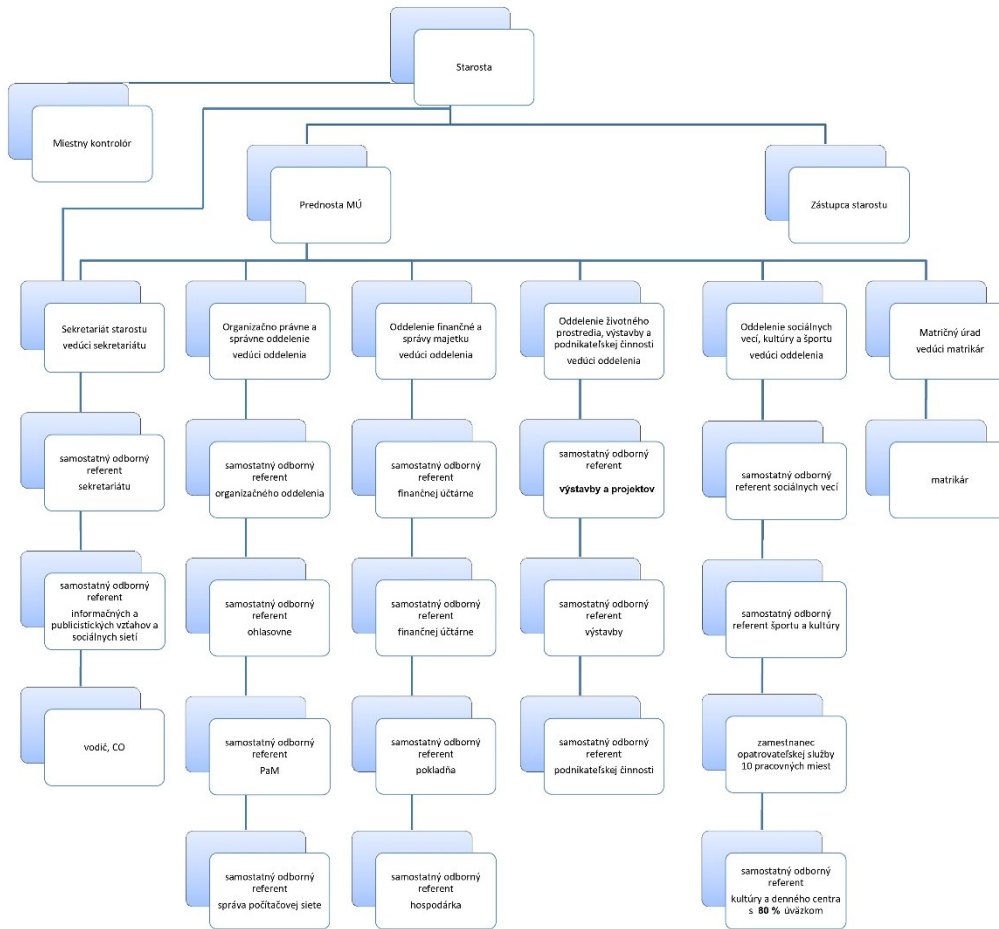 Starosta
Miestny kontrolór
Prednosta MÚ
Zástupca starostu
Sekretariát starostu
vedúci sekretariátu
Organizačno právne a
správne oddelenie
vedúci oddelenia
Oddelenie finančné a
správy majetku
vedúci oddelenia
Oddelenie životného
prostredia, výstavby a
podnikateľskej činnosti
vedúci oddelenia
Oddelenie sociálnych
vecí, kultúry a športu
vedúci oddelenia
Matričný úrad
vedúci matrikár
samostatný odborný
referent
sekretariátu
samostatný odborný
referent
organizačného oddelenia
samostatný odborný
referent
finančnej účtárne
samostatný odborný
referent
výstavby a projektov
samostatný odborný
referent sociálnych vecí
matrikár
samostatný odborný
referent
informačných a
publicistických vzťahov a
sociálnych sietí
samostatný odborný
referent
ohlasovne
samostatný odborný
referent
finančnej účtárne
samostatný odborný
referent
výstavby
samostatný odborný
referent športu a kultúry
vodič, CO
samostatný odborný
referent
PaM
samostatný odborný
referent
pokladňa
samostatný odborný
referent
podnikateľskej činnosti
zamestnanec
opatrovateľskej služby
10 pracovných miest
samostatný odborný
referent
správa počítačovej siete
samostatný odborný
referent
hospodárka
samostatný odborný
referent
kultúry a denného centra
s 80 % úväzkom